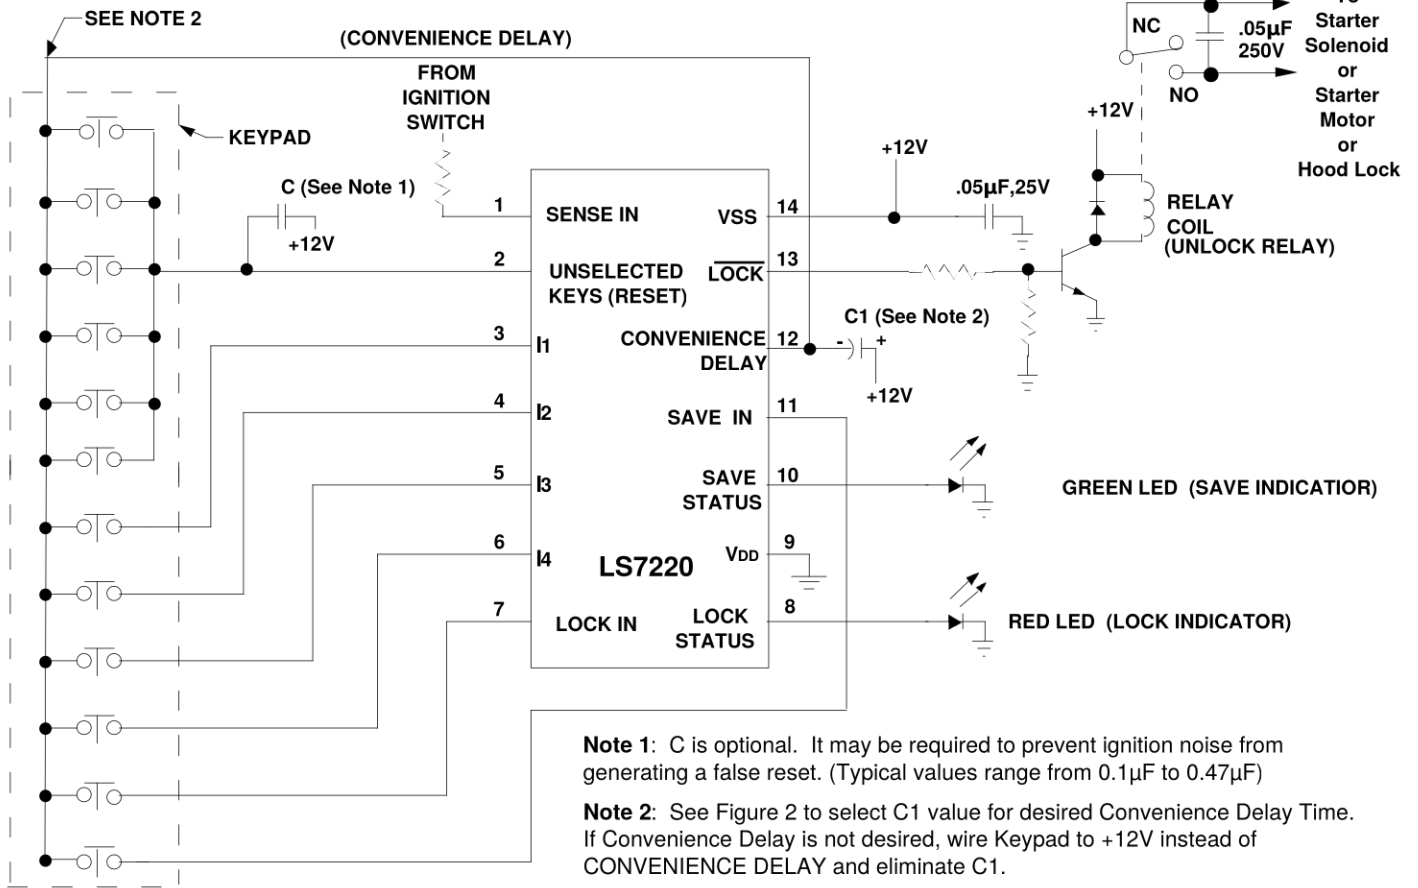 SEE NOTE 2
(CONVENIENCE DELAY)
FROM
IGNITION
SWITCH
KEYPAD
C (See Note 1)
+12V
1
SENSE IN
2
UNSELECTED
KEYS (RESET)
3
I1
4
I2
5
I3
6
I4
7
LOCK IN
LS7220
VSS
14
LOCK
13
CONVENIENCE
DELAY
12
SAVE IN
11
SAVE
STATUS
10
VDD
9
LOCK
STATUS
8
+12V
.05µF,25V
C1 (See Note 2)
-
+
+12V
NC
NO
.05µF
250V
Starter
Solenoid
or
Starter
Motor
or
Hood Lock
+12V
RELAY
COIL
(UNLOCK RELAY)
GREEN LED (SAVE INDICATIOR)
RED LED (LOCK INDICATOR)
Note 1: C is optional. It may be required to prevent ignition noise from
generating a false reset. (Typical values range from 0.1µF to 0.47µF)
Note 2: See Figure 2 to select C1 value for desired Convenience Delay Time.
If Convenience Delay is not desired, wire Keypad to +12V instead of
CONVENIENCE DELAY and eliminate C1.